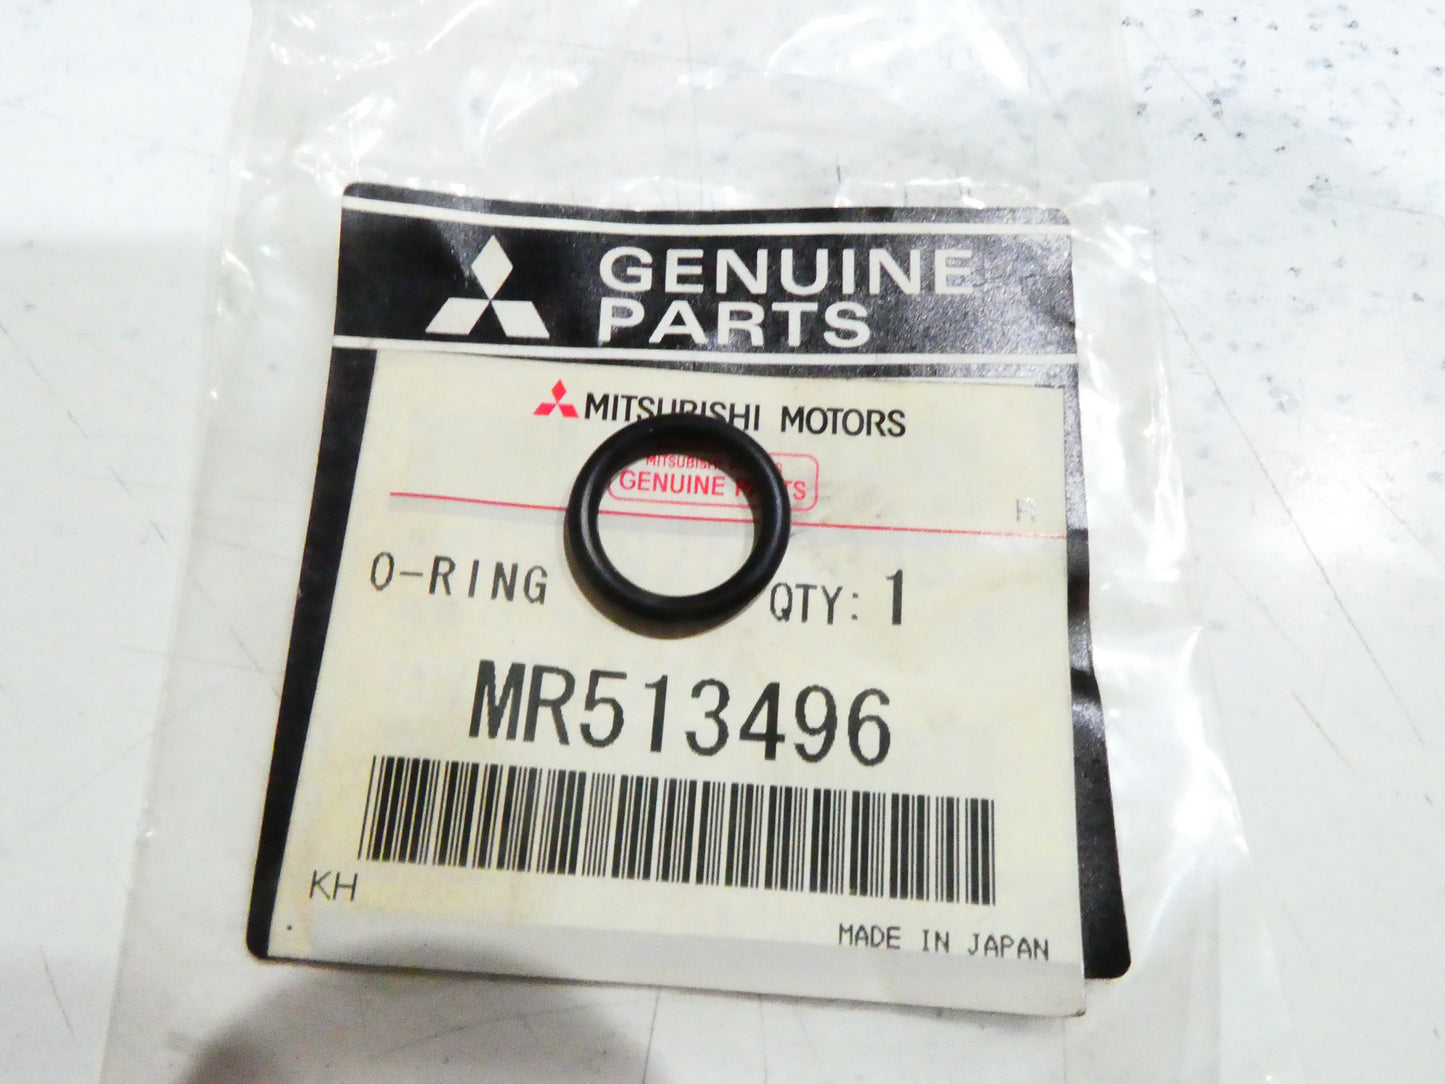 GENUINE
PARTS
MITSUBISHI MOTORS
GENUINE PARTS
R
O-RING
QTY: 1
MR513496
KH
MADE IN JAPAN